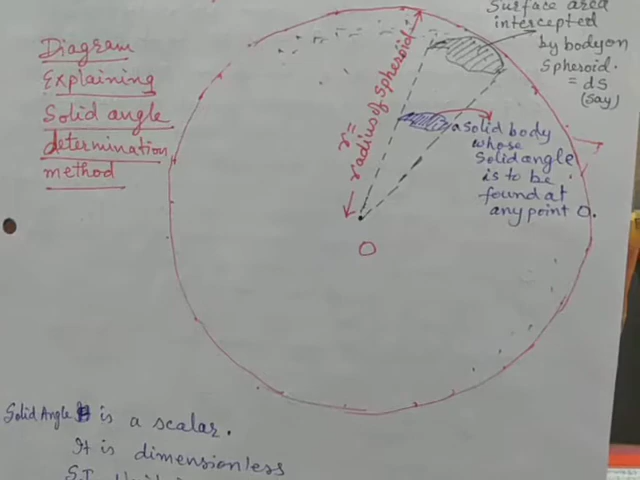 Diagram
Explaining
Solid angle
determination
method
Surface area
intercepted
by body on
Spheroid.
= ds
(say)
r =
radius of Spheroid
a solid body
whose
solid angle
is to be
found at
any point O.
O
Solid Angle is a scalar.
It is dimensionless
S.I. Unit